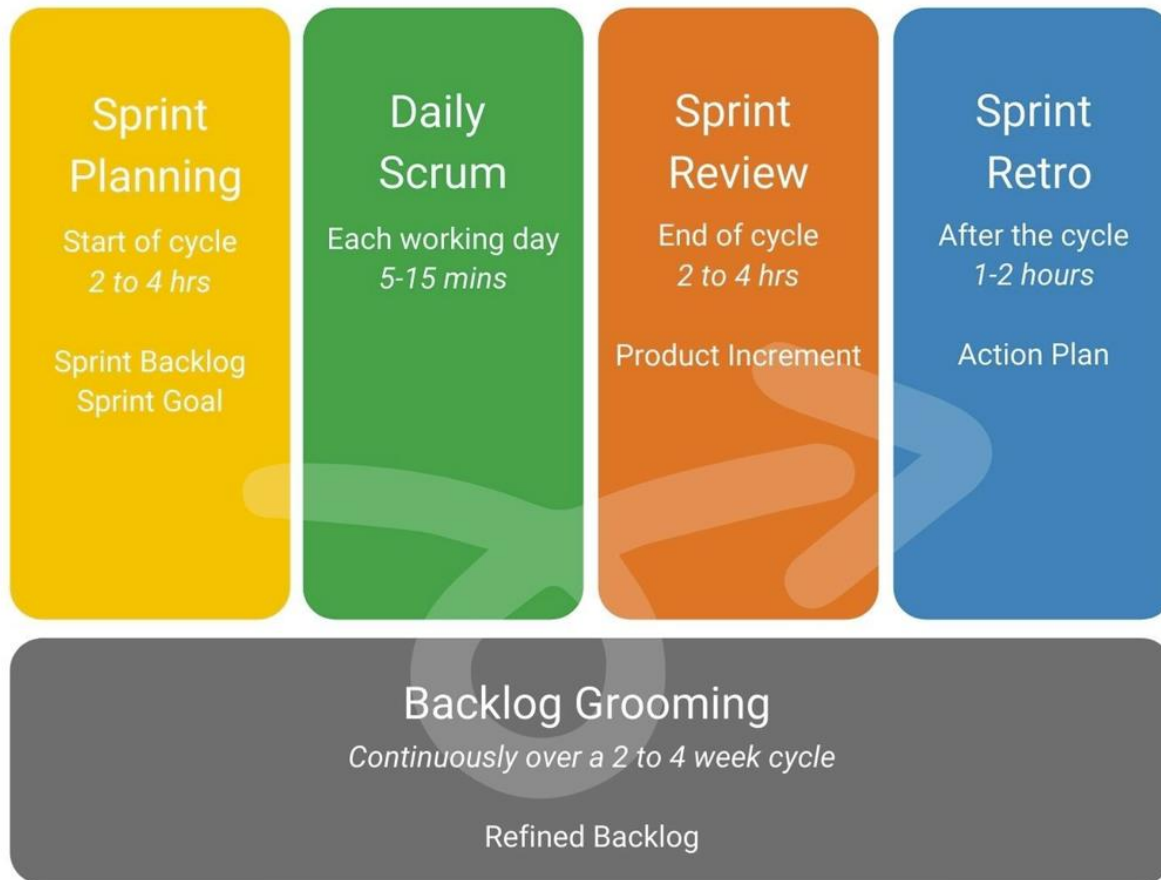 Sprint
Planning
Start of cycle
2 to 4 hrs
Sprint Backlog
Sprint Goal
Daily
Scrum
Each working day
5-15 mins
Sprint
Review
End of cycle
2 to 4 hrs
Product Increment
Sprint
Retro
After the cycle
1-2 hours
Action Plan
Backlog Grooming
Continuously over a 2 to 4 week cycle
Refined Backlog